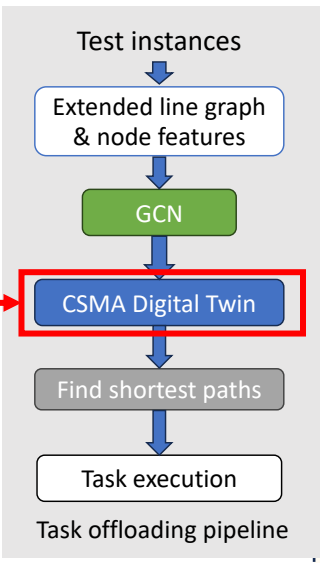 Test instances
Extended line graph
& node features
GCN
CSMA Digital Twin
Find shortest paths
Task execution
Task offloading pipeline